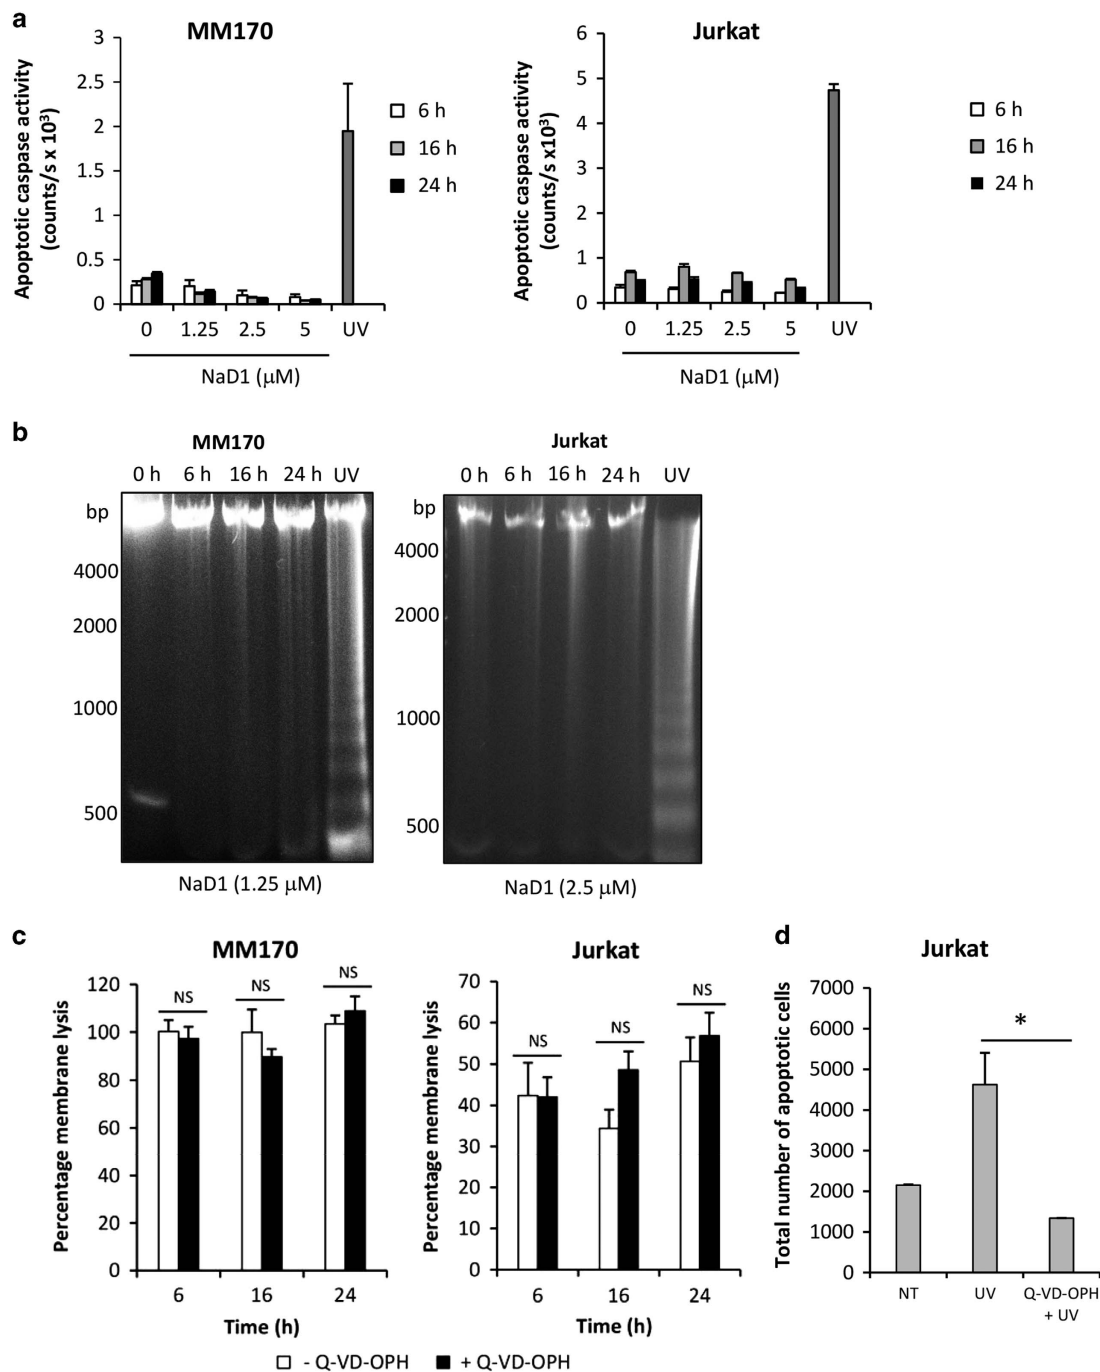 a
MM170
Apoptotic caspase activity
(counts/s x 10³)
3
2.5
2
1.5
1
0.5
0
0 1.25 2.5 5 UV
NaD1 (μM)
6 h
16 h
24 h
Jurkat
Apoptotic caspase activity
(counts/s x10³)
6
5
4
3
2
1
0
0 1.25 2.5 5 UV
NaD1 (μM)
6 h
16 h
24 h
b
MM170
0 h 6 h 16 h 24 h UV
bp
4000
2000
1000
500
NaD1 (1.25 μM)
Jurkat
0 h 6 h 16 h 24 h UV
bp
4000
2000
1000
500
NaD1 (2.5 μM)
c
MM170
Percentage membrane lysis
120
100
80
60
40
20
0
NS NS NS
6 16 24
Time (h)
Jurkat
Percentage membrane lysis
70
60
50
40
30
20
10
0
NS NS NS
6 16 24
Time (h)
- Q-VD-OPH + Q-VD-OPH
d
Jurkat
Total number of apoptotic cells
7000
6000
5000
4000
3000
2000
1000
0
*
NT UV Q-VD-OPH
+ UV